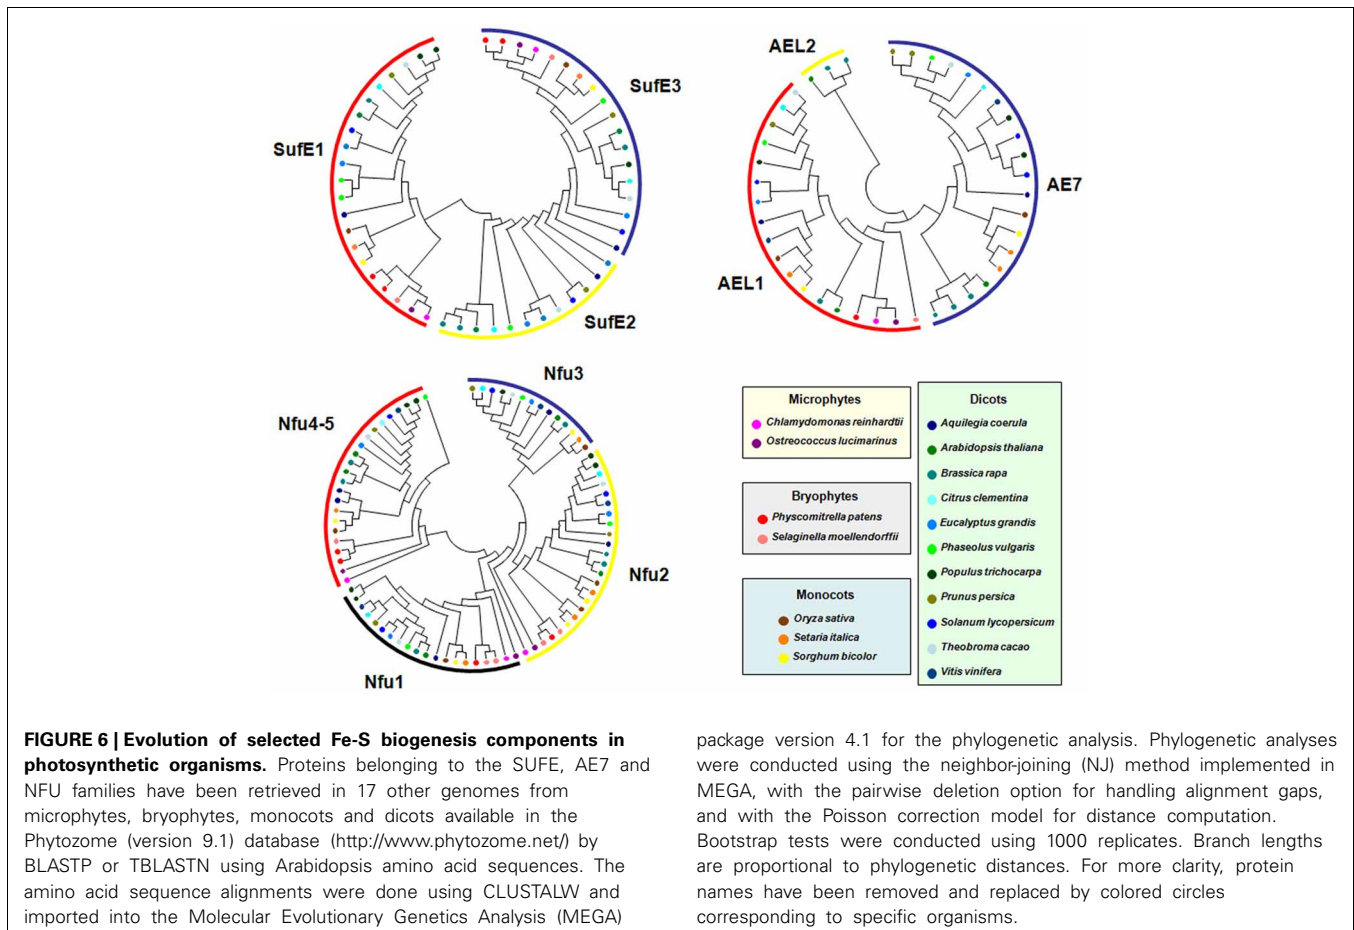 AEL2
SufE3
SufE1
AE7
AEL1
SufE2
Nfu3
Nfu4-5
Nfu2
Nfu1
Microphytes
Chlamydomonas reinhardtii
Ostreococcus lucimarinus
Bryophytes
Physcomitrella patens
Selaginella moellendorffii
Monocots
Oryza sativa
Setaria italica
Sorghum bicolor
Dicots
Aquilegia coerula
Arabidopsis thaliana
Brassica rapa
Citrus clementina
Eucalyptus grandis
Phaseolus vulgaris
Populus trichocarpa
Prunus persica
Solanum lycopersicum
Theobroma cacao
Vitis vinifera
FIGURE 6 | Evolution of selected Fe-S biogenesis components in
photosynthetic organisms. Proteins belonging to the SUFE, AE7 and
NFU families have been retrieved in 17 other genomes from
microphytes, bryophytes, monocots and dicots available in the
Phytozome (version 9.1) database (http://www.phytozome.net/) by
BLASTP or TBLASTN using Arabidopsis amino acid sequences. The
amino acid sequence alignments were done using CLUSTALW and
imported into the Molecular Evolutionary Genetics Analysis (MEGA)
package version 4.1 for the phylogenetic analysis. Phylogenetic analyses
were conducted using the neighbor-joining (NJ) method implemented in
MEGA, with the pairwise deletion option for handling alignment gaps,
and with the Poisson correction model for distance computation.
Bootstrap tests were conducted using 1000 replicates. Branch lengths
are proportional to phylogenetic distances. For more clarity, protein
names have been removed and replaced by colored circles
corresponding to specific organisms.